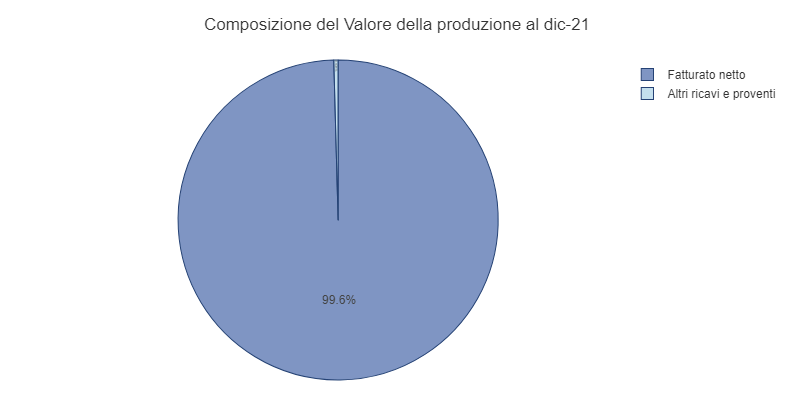 Composizione del Valore della produzione al dic-21
Fatturato netto
Altri ricavi e proventi
99.6%